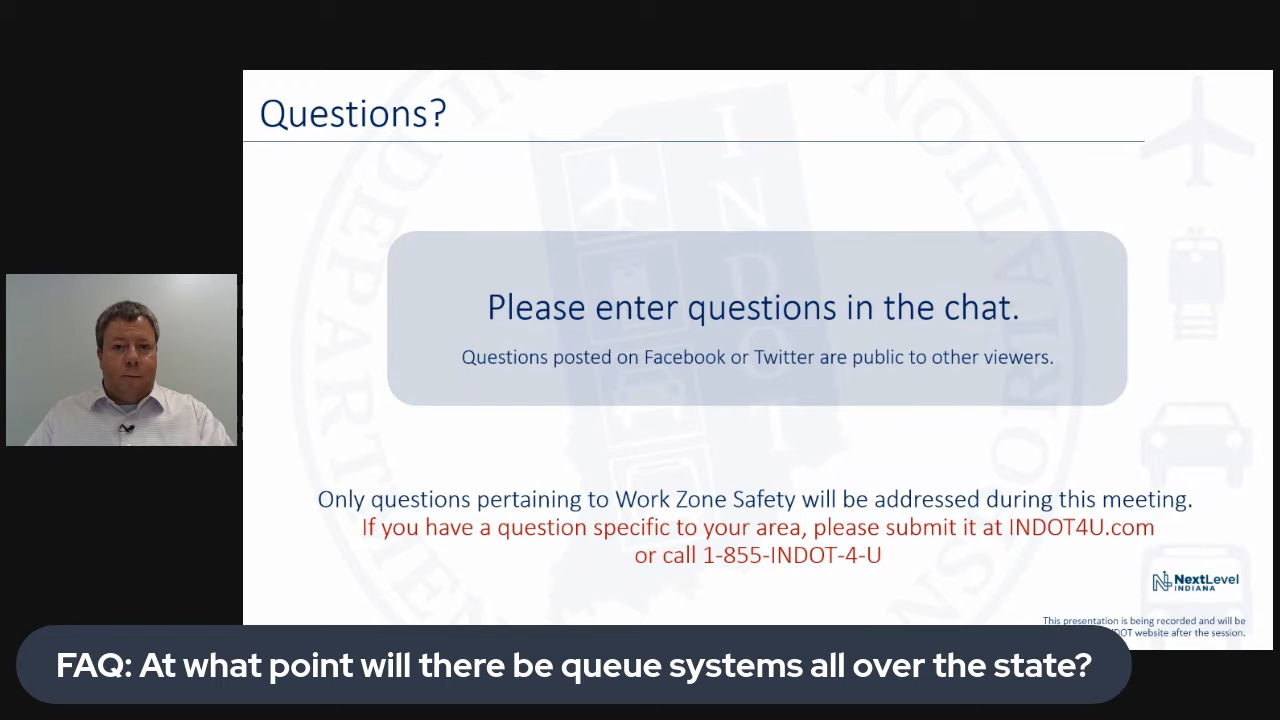 Questions?
Please enter questions in the chat.
Questions posted on Facebook or Twitter are public to other viewers.
Only questions pertaining to Work Zone Safety will be addressed during this meeting.
If you have a question specific to your area, please submit it at INDOT4U.com
or call 1-855-INDOT-4-U
NextLevel
INDIANA
This presentation is being recorded and will be
website after the session.
FAQ: At what point will there be queue systems all over the state?
INDOT
DEPARTMEN